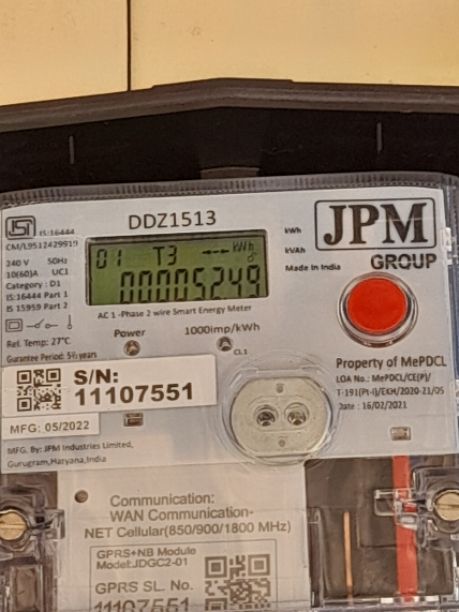 DDZ1513
IS:16444
CM/L9512429919
240 V 50Hz
10(60)A UC1
Category : D1
IS:16444 Part 1
IS 15959 Part 2
Ref. Temp: 27°C
Gurantee Period: 5½ years
01 T3 kWh
00005249
AC 1 -Phase 2 wire Smart Energy Meter
Power 1000imp/kWh
CL1
kWh
kVAh
Made in India
JPM
GROUP
S/N:
11107551
MFG: 05/2022
MFG. By: JPM Industries Limited,
Gurugram,Haryana,India
Property of MePDCL
LOA No.: MePDCL/CE(P)/
T-191(Pt-I)/EKH/2020-21/05
Date : 16/02/2021
Communication:
WAN Communication-
NET Cellular(850/900/1800 MHz)
GPRS+NB Module
Model:JDGC2-01
GPRS SL. No.
11107551